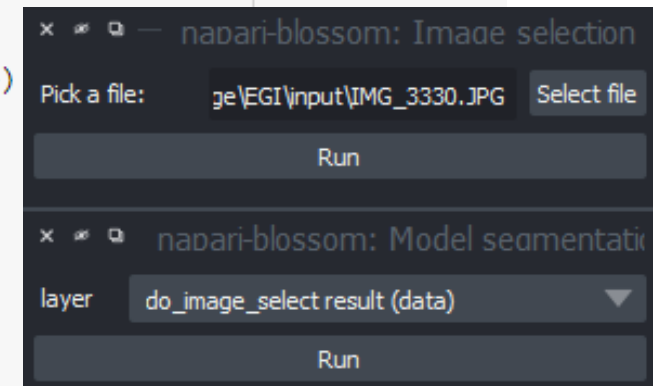 napari-blossom: Image selection
)
Pick a file: ge\EGI\input\IMG_3330.JPG Select file
Run
napari-blossom: Model segmentatio
layer do_image_select result (data)
Run